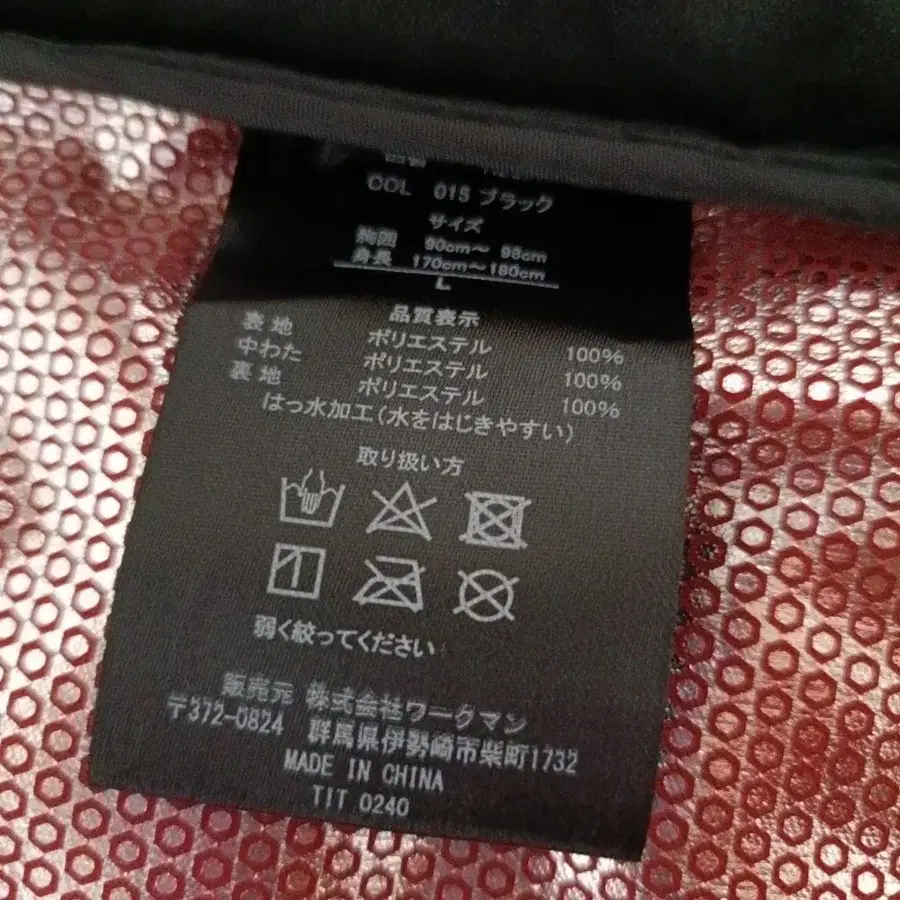 COL 015 ブラック
サイズ
胸囲 90cm～ 98cm
身長 170cm～180cm
L
品質表示
表地 ポリエステル 100%
中わた ポリエステル 100%
裏地 ポリエステル 100%
はっ水加工(水をはじきやすい)
取り扱い方
弱く絞ってください
販売元 株式会社ワークマン
〒372-0824 群馬県伊勢崎市柴町1732
MADE IN CHINA
TIT 0240